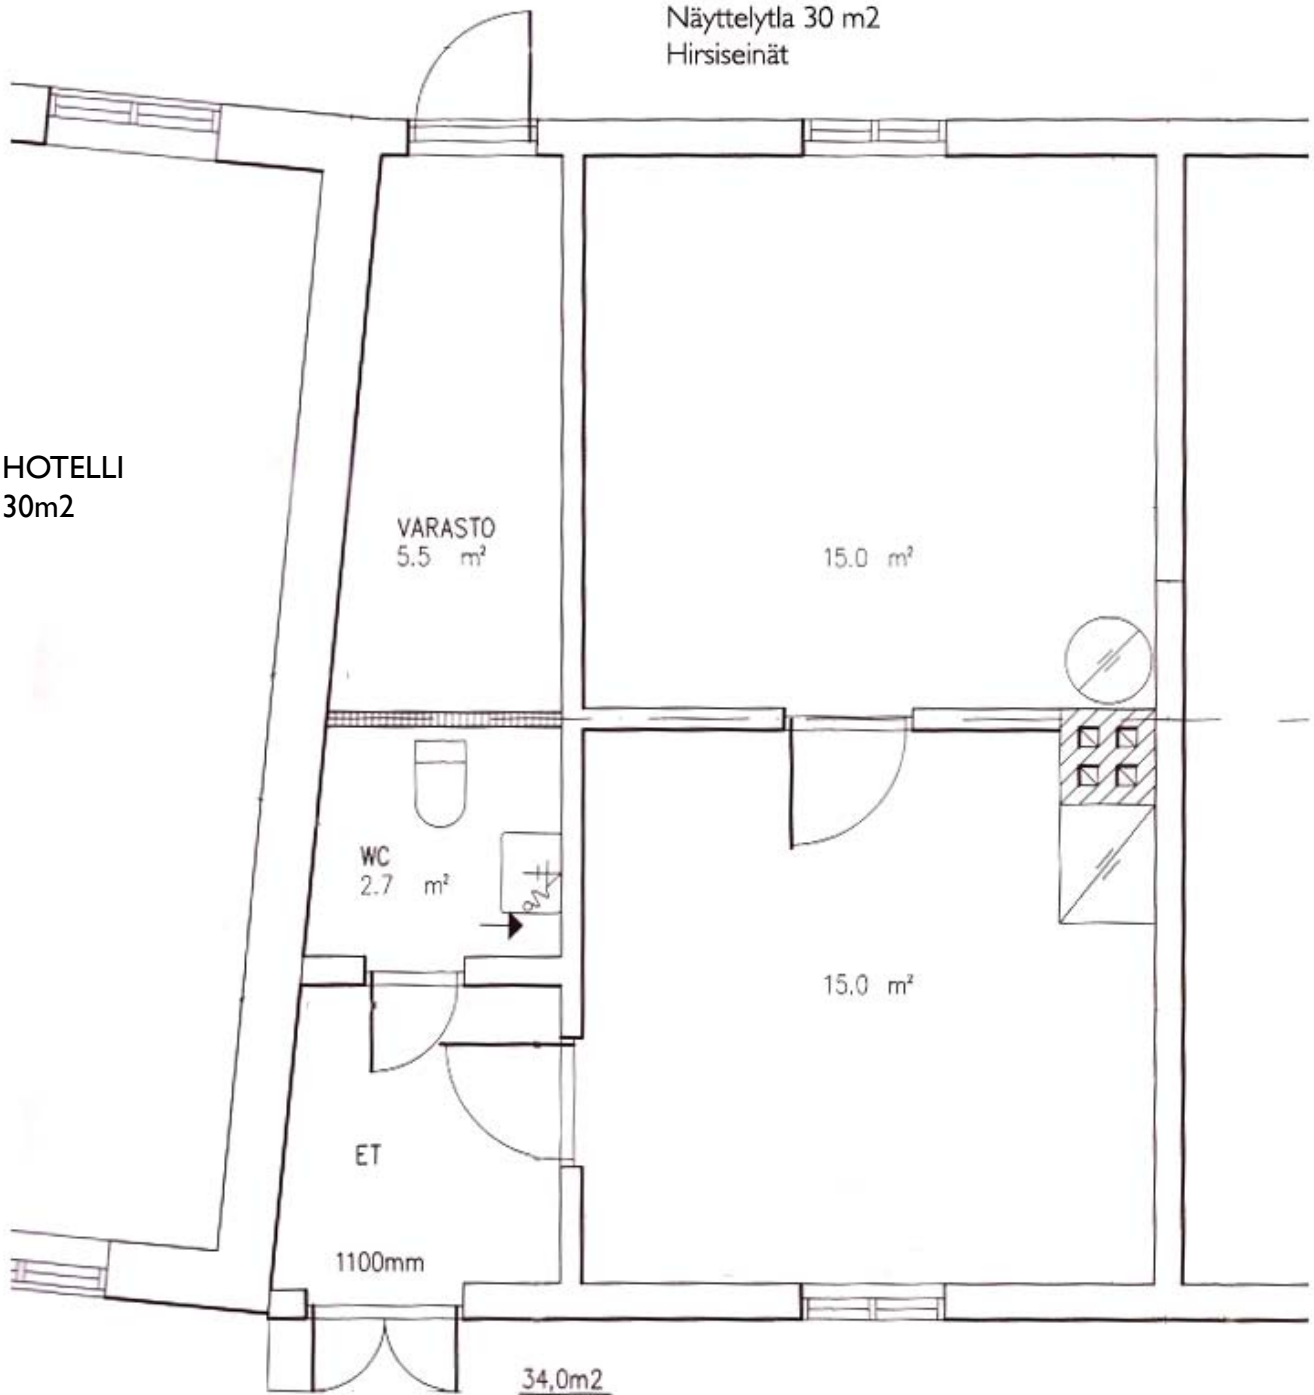 Näyttelytla 30 m2
Hirsiseinät
HOTELLI
30m2
VARASTO
5.5 m²
15.0 m²
WC
2.7 m²
15.0 m²
ET
1100mm
34,0m2